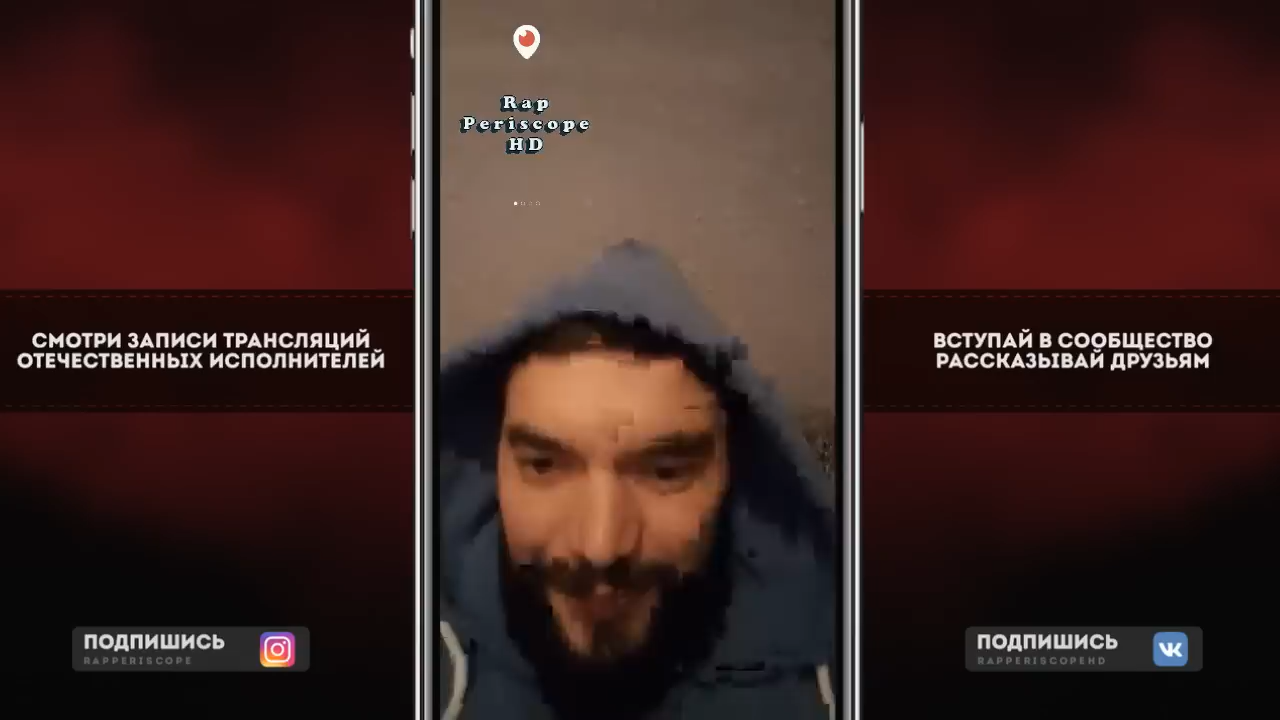 Rap
Periscope
HD
СМОТРИ ЗАПИСИ ТРАНСЛЯЦИЙ
ОТЕЧЕСТВЕННЫХ ИСПОЛНИТЕЛЕЙ
ВСТУПАЙ В СООБЩЕСТВО
РАССКАЗЫВАЙ ДРУЗЬЯМ
ПОДПИШИСЬ
RAPPERISCOPE
ПОДПИШИСЬ
RAPPERISCOPEHD